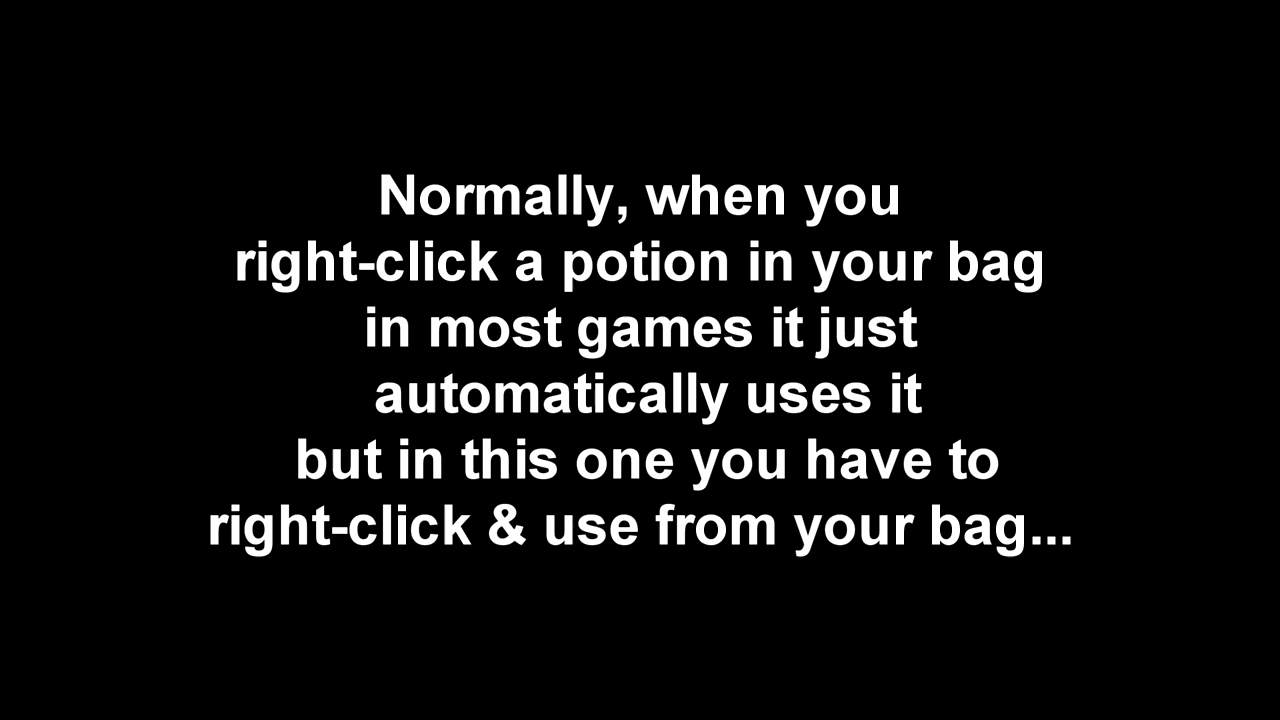 Normally, when you
right-click a potion in your bag
in most games it just
automatically uses it
but in this one you have to
right-click & use from your bag...